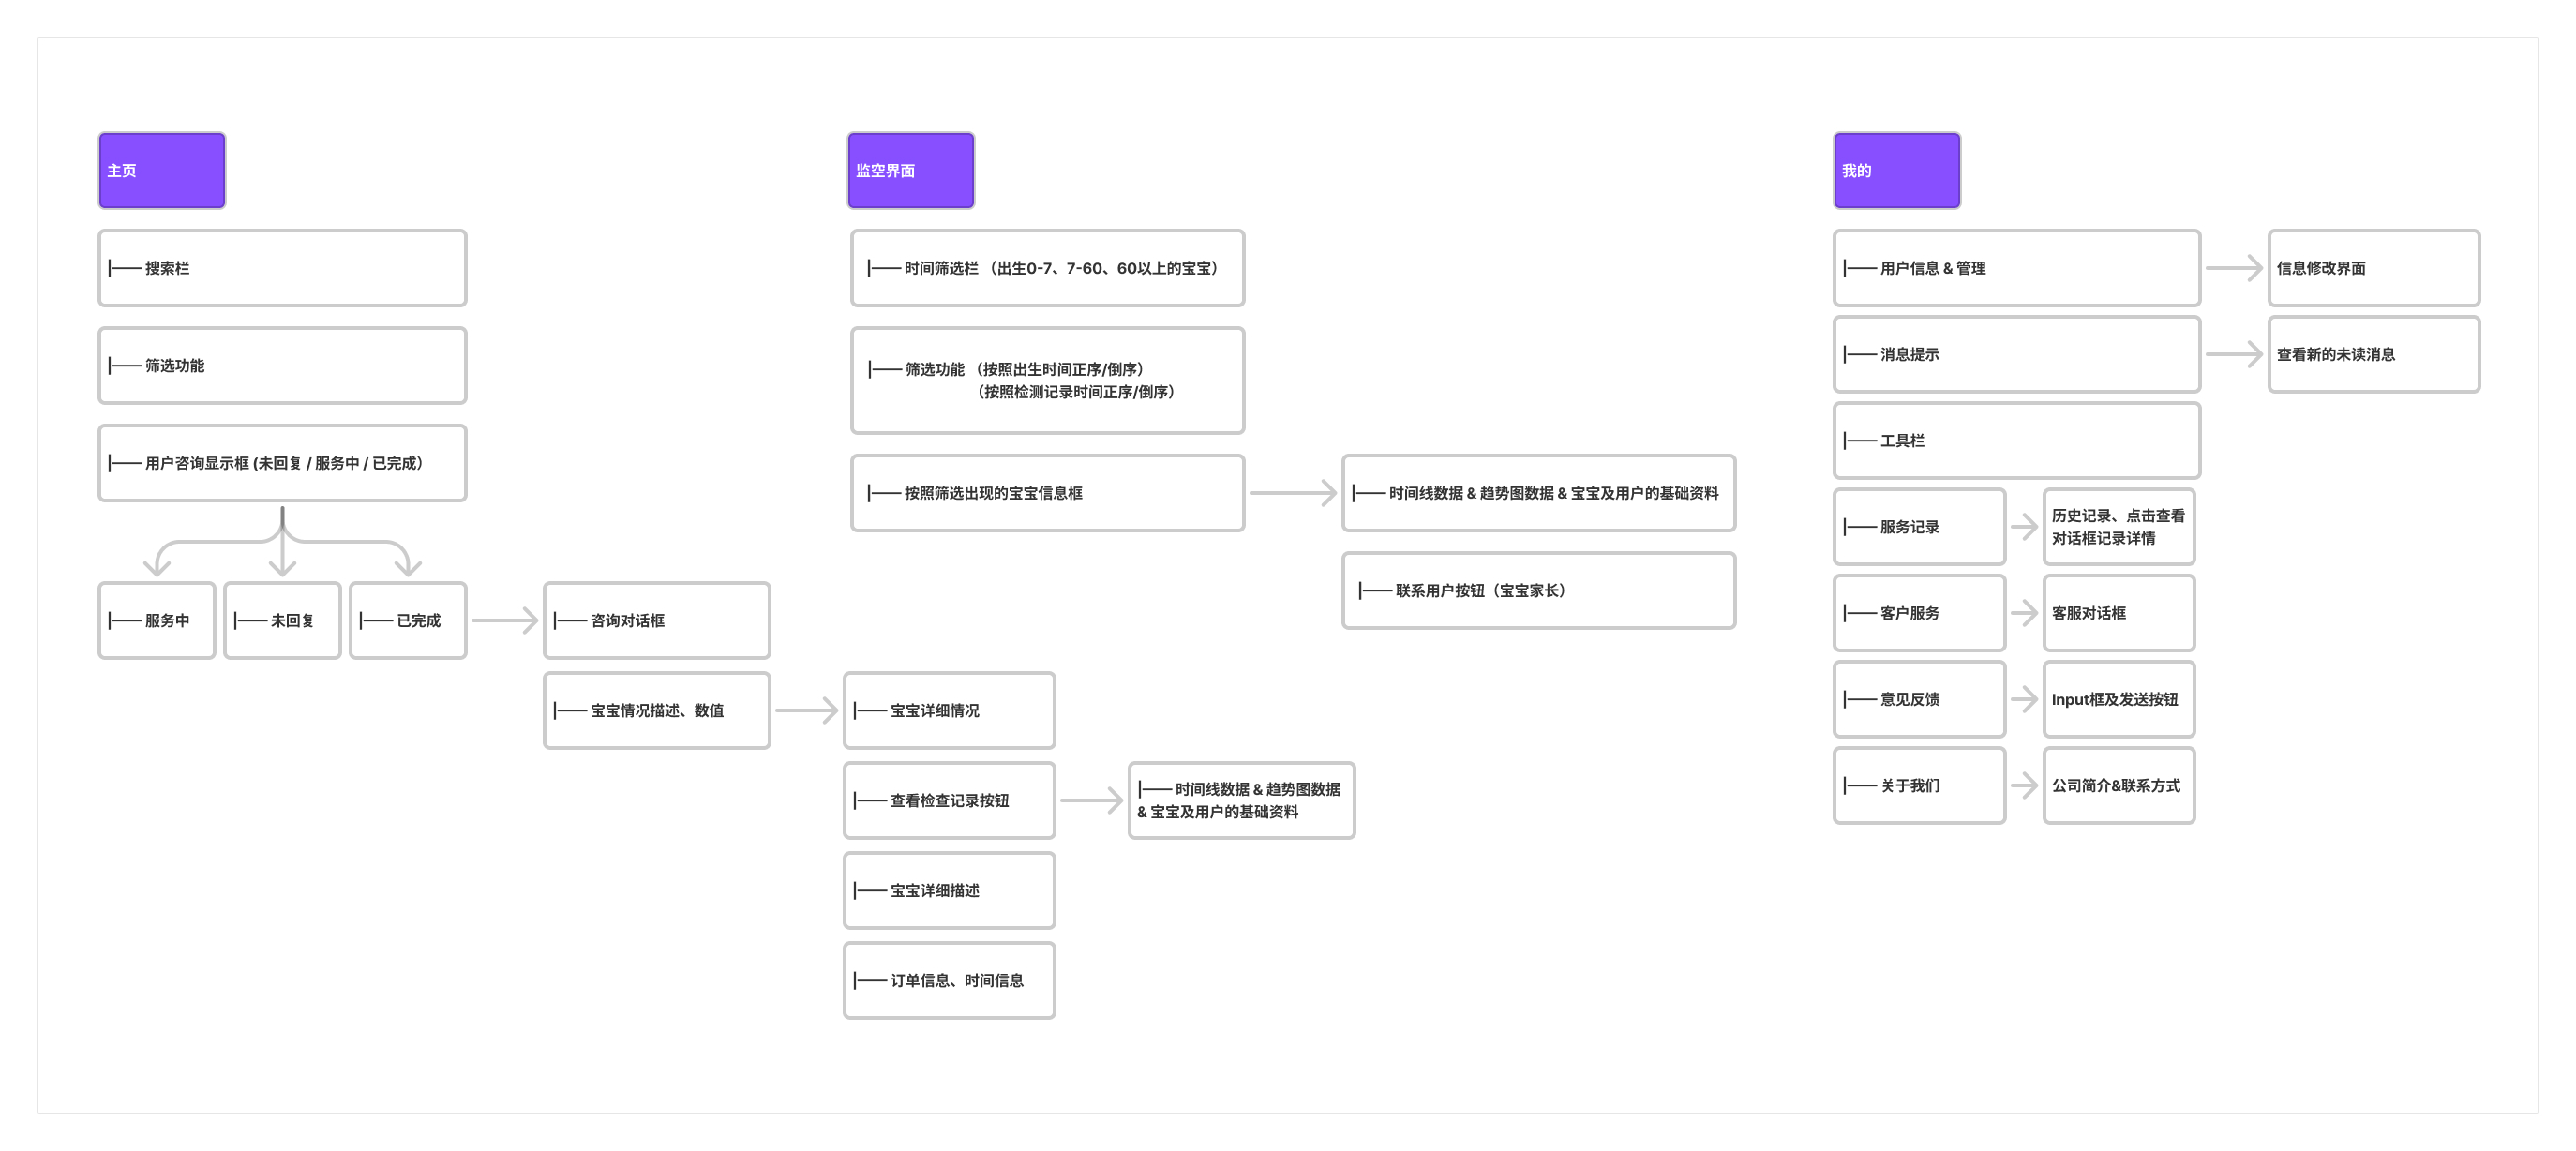 主页
|—— 搜索栏
|—— 筛选功能
|—— 用户咨询显示框 (未回复 / 服务中 / 已完成）
|—— 服务中
|—— 未回复
|—— 已完成
|—— 咨询对话框
|—— 宝宝情况描述、数值
|—— 宝宝详细情况
|—— 查看检查记录按钮
|—— 时间线数据 & 趋势图数据
& 宝宝及用户的基础资料
|—— 宝宝详细描述
|—— 订单信息、时间信息
监空界面
|—— 时间筛选栏 （出生0-7、7-60、60以上的宝宝）
|—— 筛选功能 （按照出生时间正序/倒序）
（按照检测记录时间正序/倒序）
|—— 按照筛选出现的宝宝信息框
|—— 时间线数据 & 趋势图数据 & 宝宝及用户的基础资料
|—— 联系用户按钮（宝宝家长）
我的
|—— 用户信息 & 管理
信息修改界面
|—— 消息提示
查看新的未读消息
|—— 工具栏
|—— 服务记录
历史记录、点击查看
对话框记录详情
|—— 客户服务
客服对话框
|—— 意见反馈
Input框及发送按钮
|—— 关于我们
公司简介&联系方式